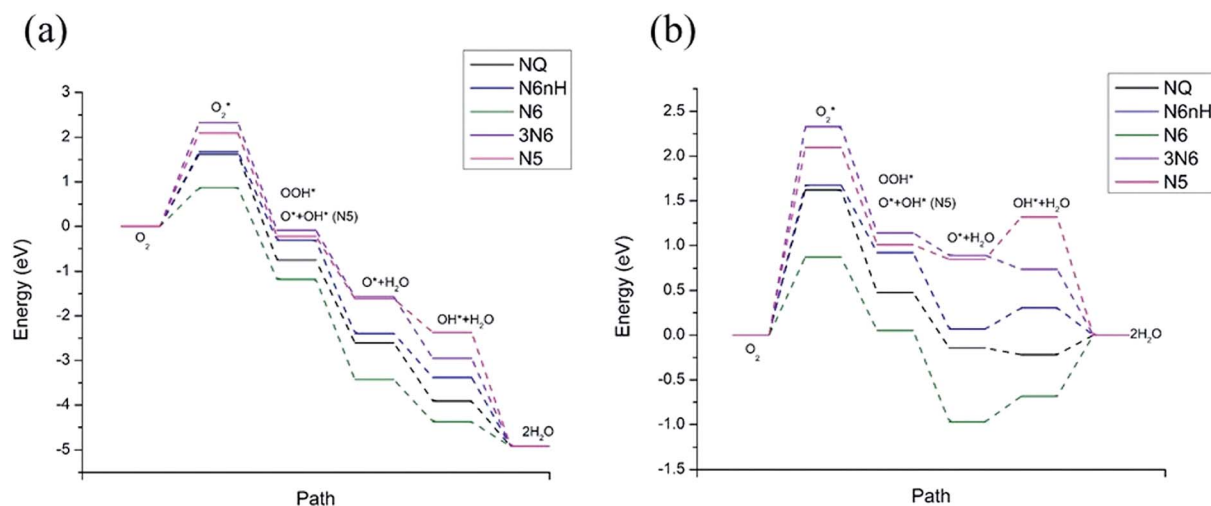 (a)
NQ
N6nH
N6
3N6
N5
3
2
1
0
-1
-2
-3
-4
-5
Energy (eV)
Path
O2
O2*
OOH*
O*+OH* (N5)
O*+H2O
OH*+H2O
2H2O
(b)
NQ
N6nH
N6
3N6
N5
2.5
2.0
1.5
1.0
0.5
0.0
-0.5
-1.0
-1.5
Energy (eV)
Path
O2
O2*
OOH*
O*+OH* (N5)
O*+H2O
OH*+H2O
2H2O